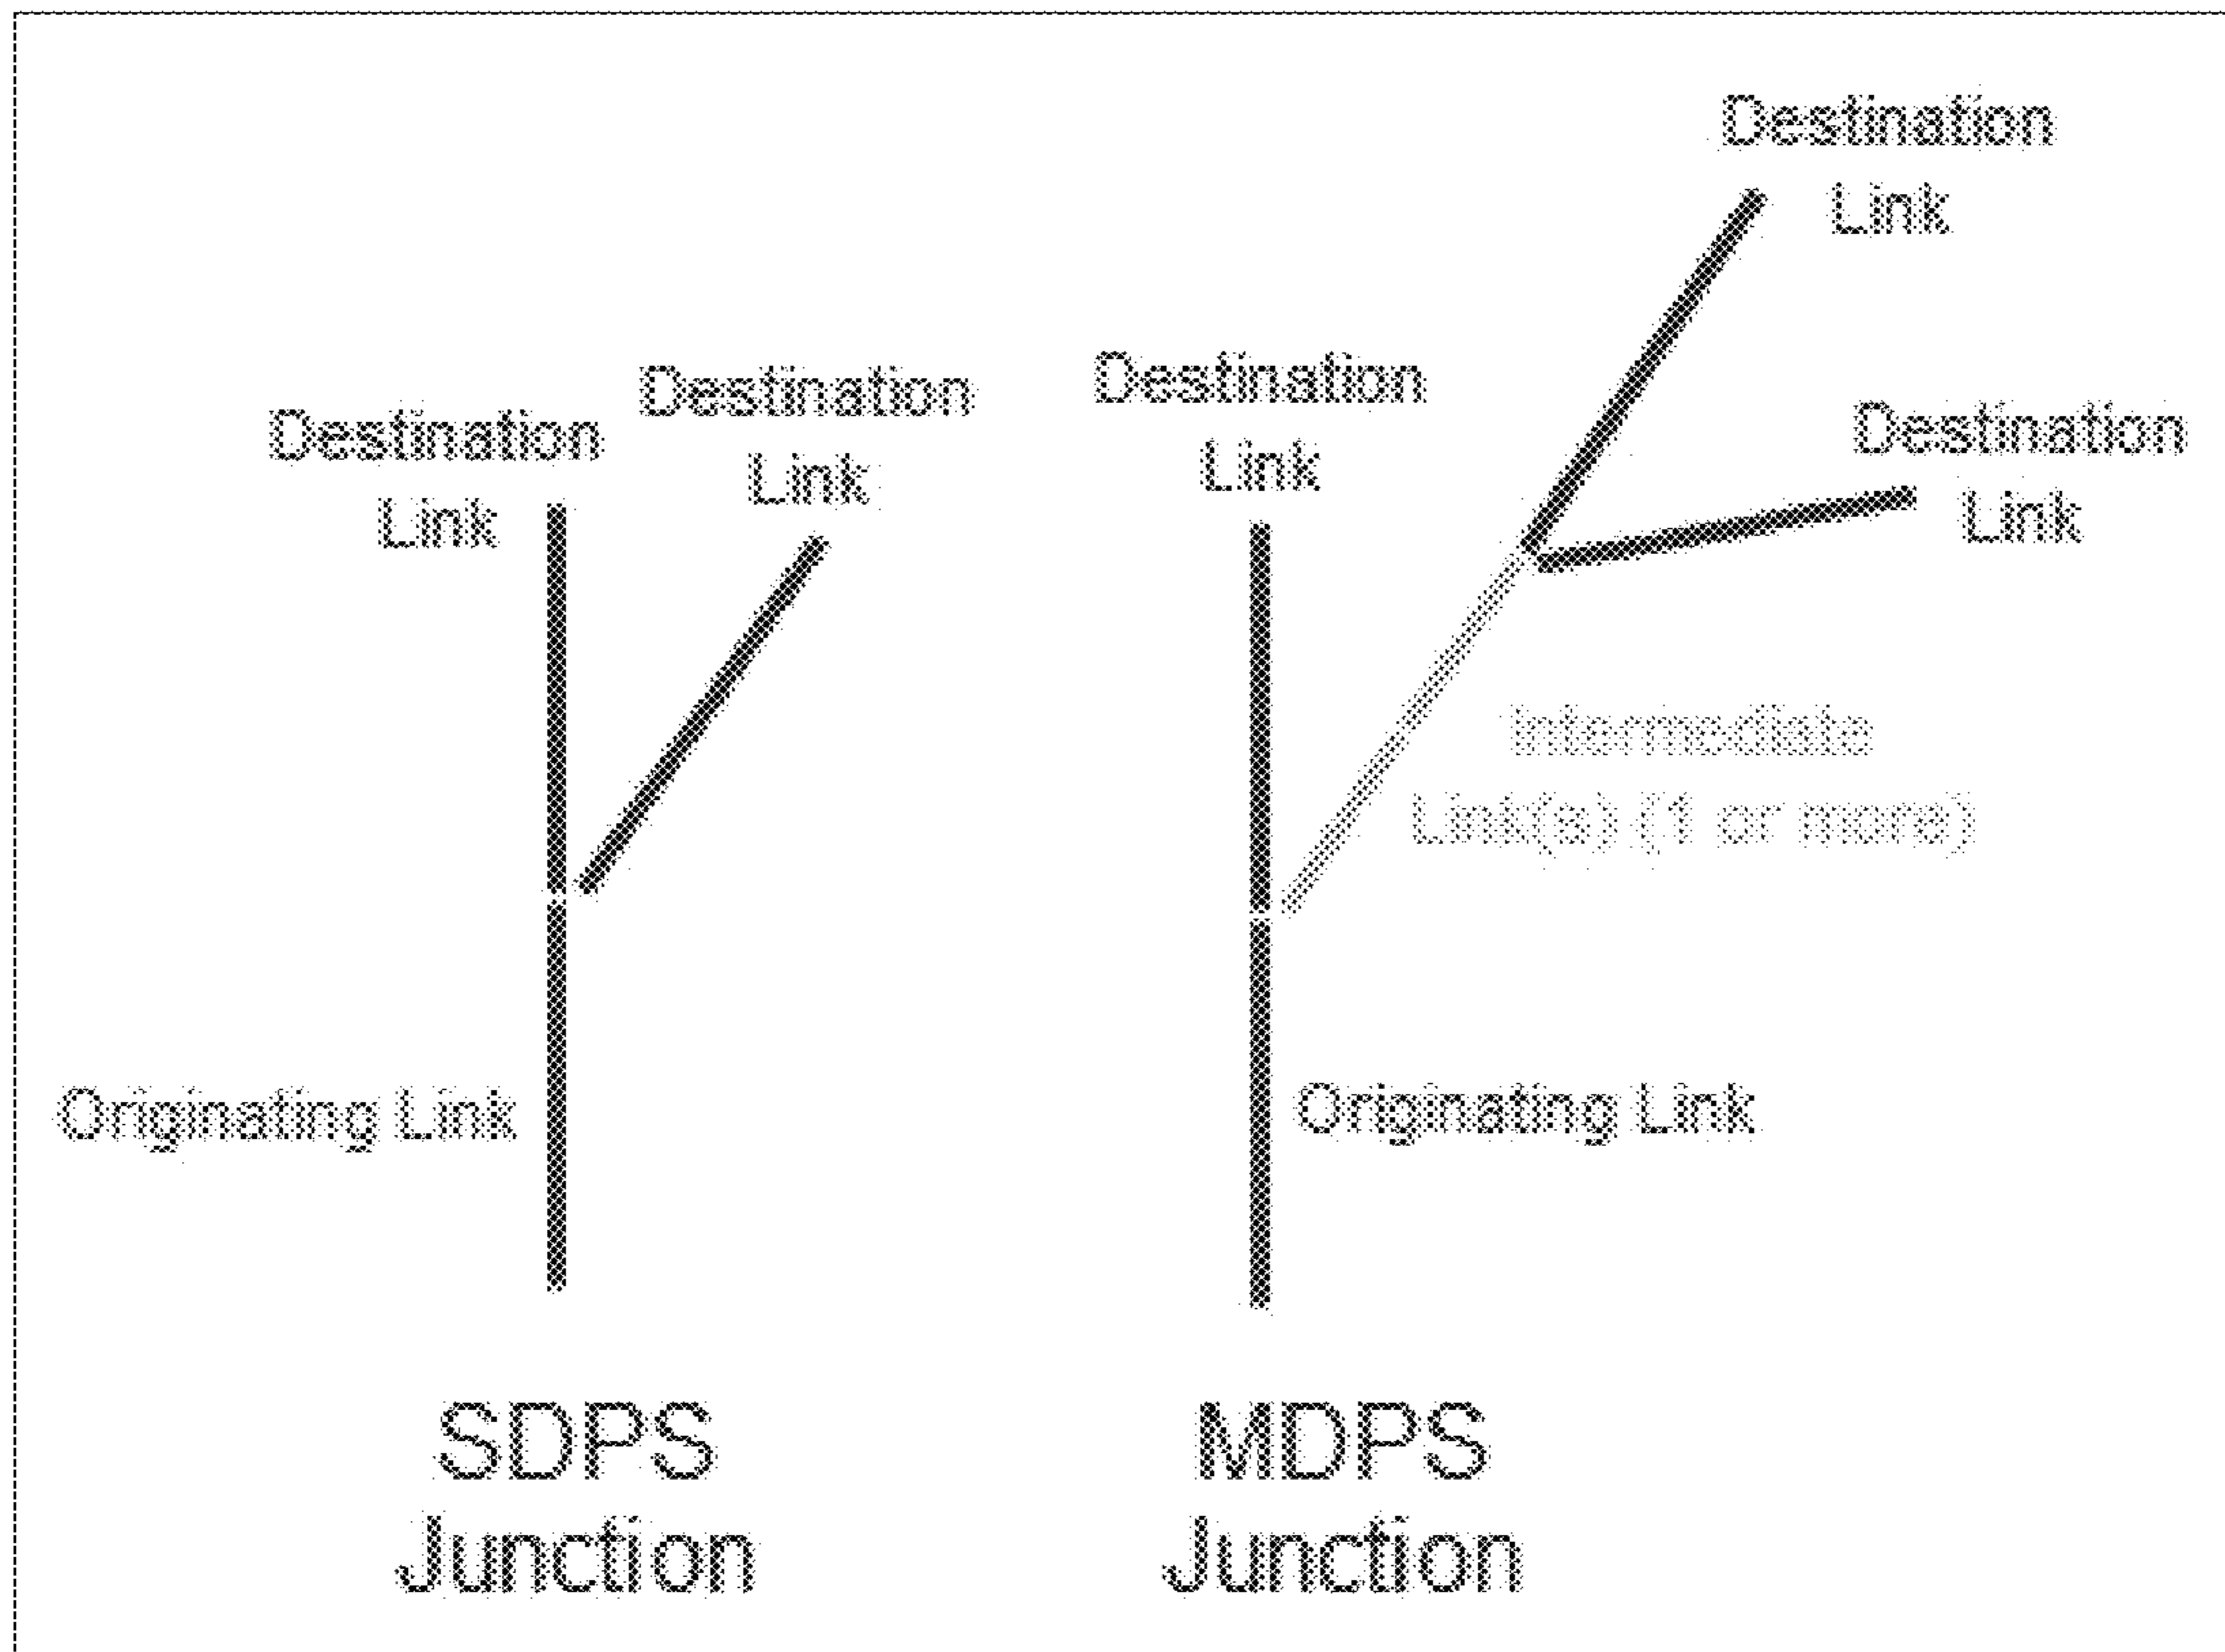 Destination
Link
Destination
Link
Originating Link
SDPS
Junction
Destination
Link
Destination
Link
Destination
Link
Intermediate
Link(s) (1 or more)
Originating Link
MDPS
Junction